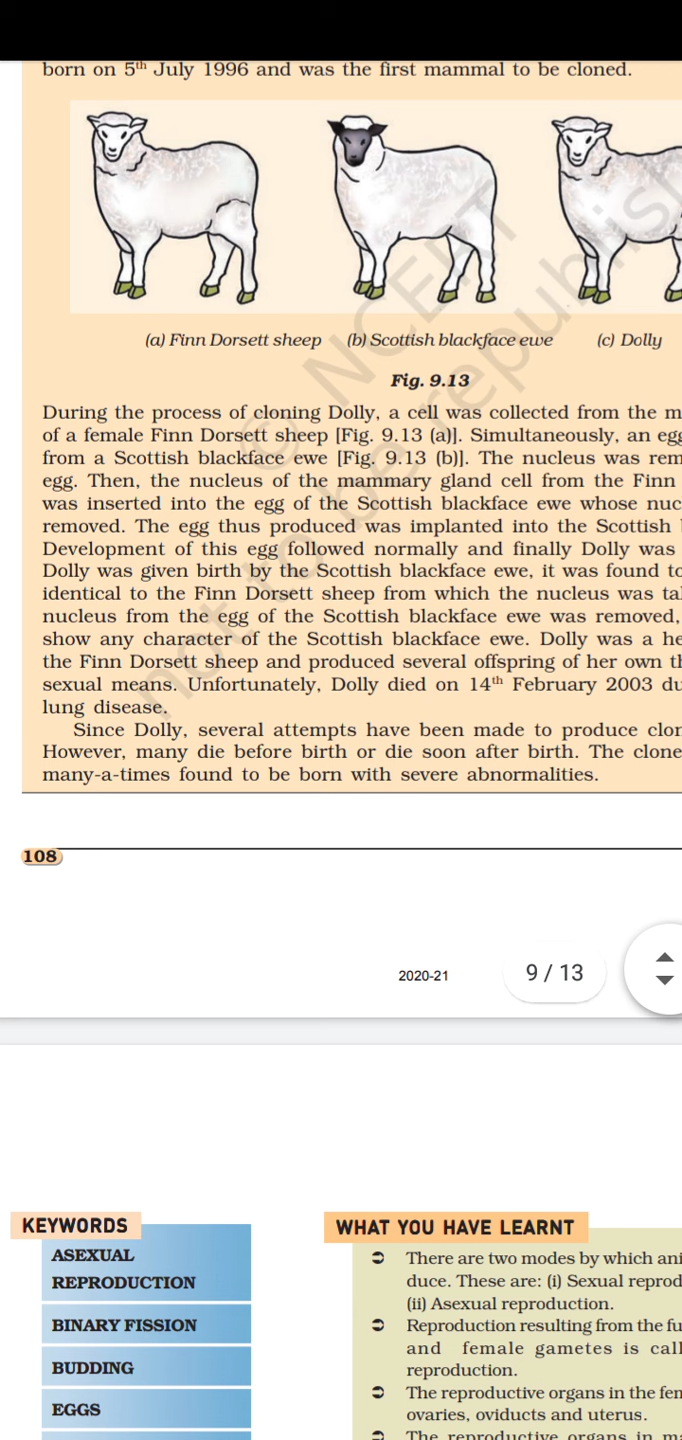 born on 5th July 1996 and was the first mammal to be cloned.
(a) Finn Dorsett sheep (b) Scottish blackface ewe (c) Dolly
Fig. 9.13
During the process of cloning Dolly, a cell was collected from the m
of a female Finn Dorsett sheep [Fig. 9.13 (a)]. Simultaneously, an egg
from a Scottish blackface ewe [Fig. 9.13 (b)]. The nucleus was rem
egg. Then, the nucleus of the mammary gland cell from the Finn
was inserted into the egg of the Scottish blackface ewe whose nuc
removed. The egg thus produced was implanted into the Scottish b
Development of this egg followed normally and finally Dolly was
Dolly was given birth by the Scottish blackface ewe, it was found to
identical to the Finn Dorsett sheep from which the nucleus was tak
nucleus from the egg of the Scottish blackface ewe was removed,
show any character of the Scottish blackface ewe. Dolly was a he
the Finn Dorsett sheep and produced several offspring of her own th
sexual means. Unfortunately, Dolly died on 14th February 2003 du
lung disease.
Since Dolly, several attempts have been made to produce clon
However, many die before birth or die soon after birth. The clone
many-a-times found to be born with severe abnormalities.
© NCERT
not to be republish
108
2020-21
9 / 13
KEYWORDS
ASEXUAL
REPRODUCTION
BINARY FISSION
BUDDING
EGGS
WHAT YOU HAVE LEARNT
There are two modes by which ani
duce. These are: (i) Sexual reprod
(ii) Asexual reproduction.
Reproduction resulting from the fu
and female gametes is call
reproduction.
The reproductive organs in the fem
ovaries, oviducts and uterus.
The reproductive organs in ma